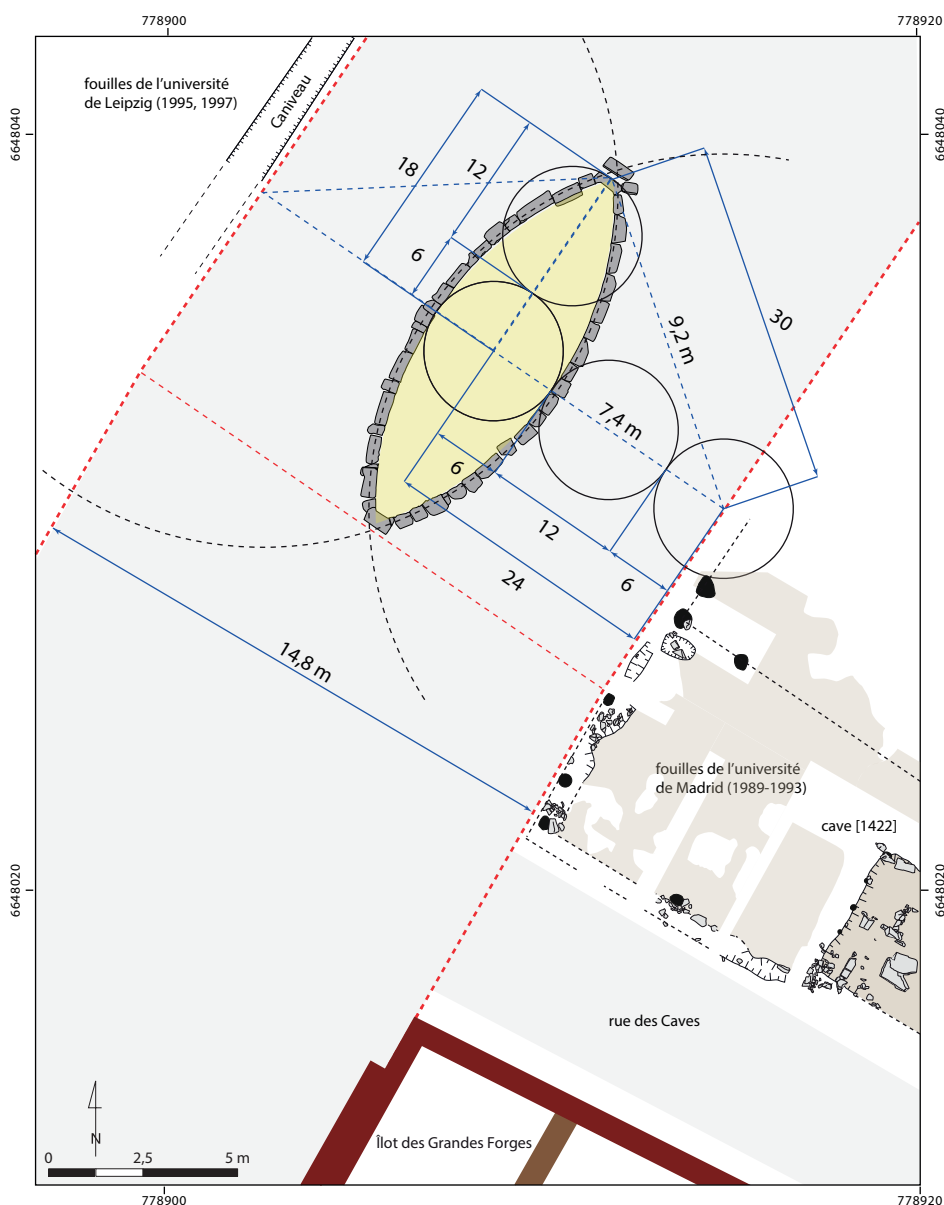 778900
778920
fouilles de l'université
de Leipzig (1995, 1997)
Caniveau
6648040
6648040
18
12
6
9,2 m
30
7,4 m
6
12
6
24
14,8 m
fouilles de l'université
de Madrid (1989-1993)
cave [1422]
6648020
6648020
rue des Caves
N
Îlot des Grandes Forges
0
2,5
5 m
778900
778920